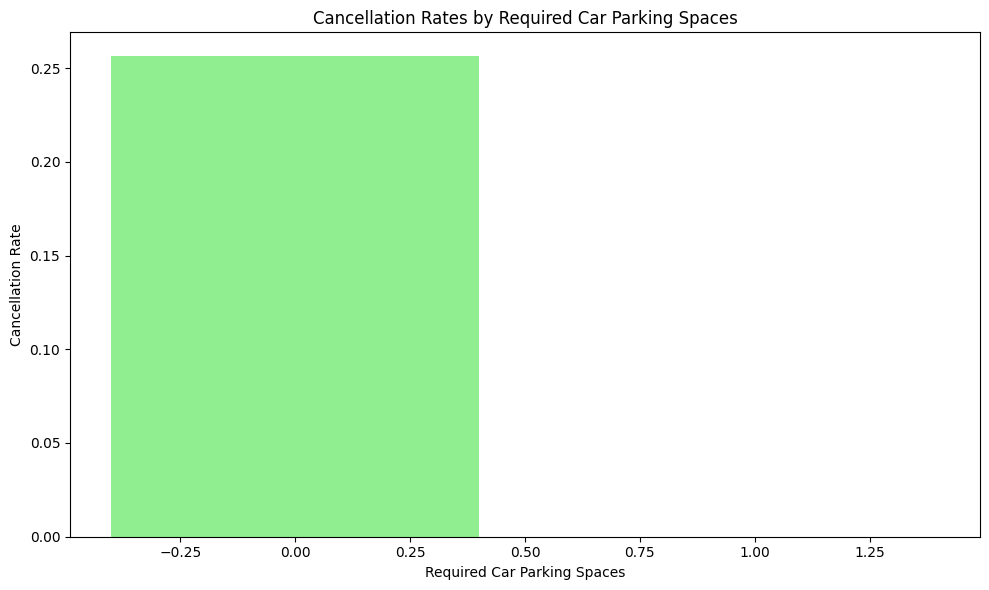 Cancellation Rates by Required Car Parking Spaces
Cancellation Rate
0.25
0.20
0.15
0.10
0.05
0.00
−0.25 0.00 0.25 0.50 0.75 1.00 1.25
Required Car Parking Spaces